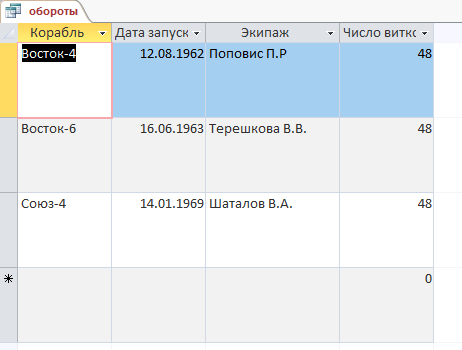 обороты
Корабль Дата запуск Экипаж Число витко
Восток-4 12.08.1962 Поповис П.Р 48
Восток-6 16.06.1963 Терешкова В.В. 48
Союз-4 14.01.1969 Шаталов В.А. 48
0